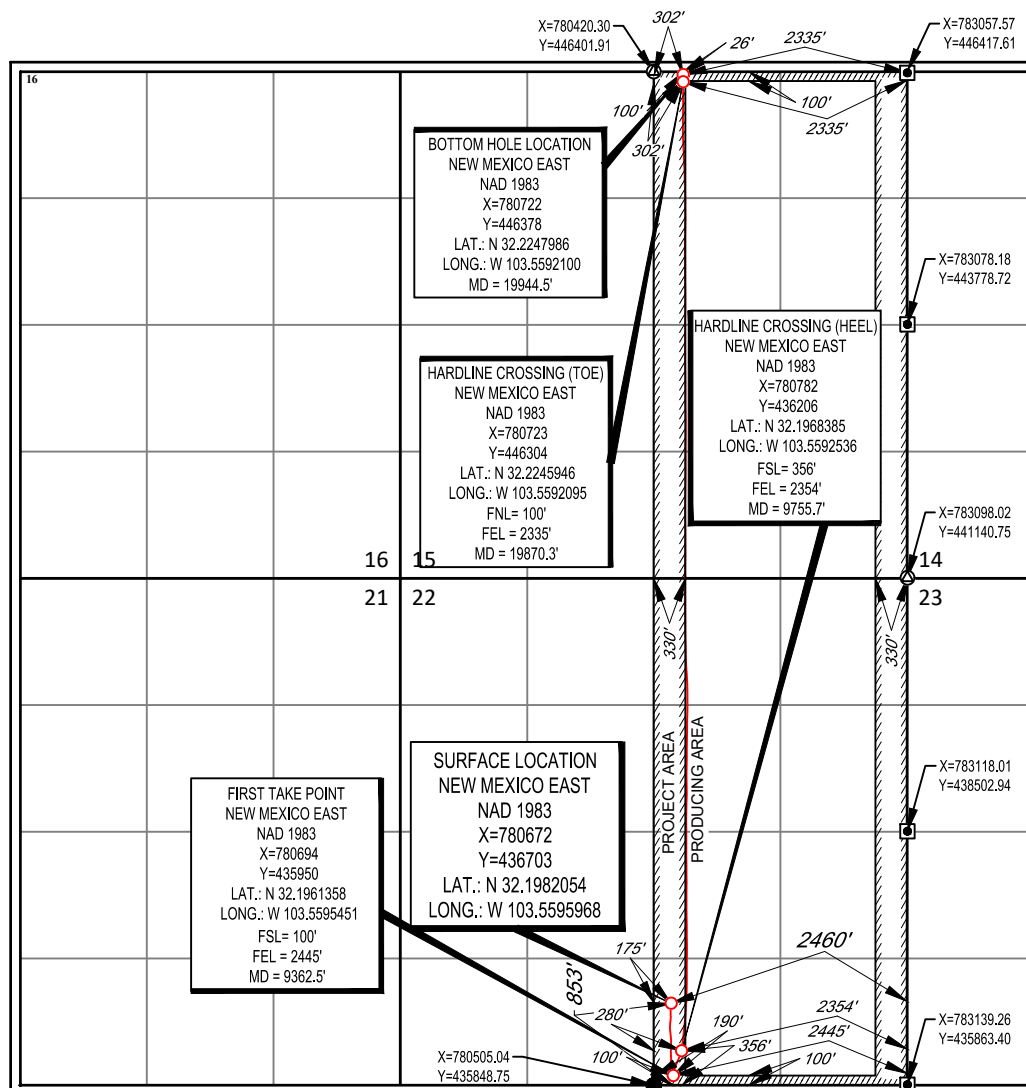 X=780420.30
Y=446401.91
302'
26'
2335'
X=783057.57
Y=446417.61
16
100'
302'
100'
2335'
BOTTOM HOLE LOCATION
NEW MEXICO EAST
NAD 1983
X=780722
Y=446378
LAT.: N 32.2247986
LONG.: W 103.5592100
MD = 19944.5'
X=783078.18
Y=443778.72
HARDLINE CROSSING (HEEL)
NEW MEXICO EAST
NAD 1983
X=780782
Y=436206
LAT.: N 32.1968385
LONG.: W 103.5592536
FSL= 356'
FEL = 2354'
MD = 9755.7'
HARDLINE CROSSING (TOE)
NEW MEXICO EAST
NAD 1983
X=780723
Y=446304
LAT.: N 32.2245946
LONG.: W 103.5592095
FNL= 100'
FEL = 2335'
MD = 19870.3'
X=783098.02
Y=441140.75
16 15
14
21 22
23
330'
330'
PROJECT AREA
PRODUCING AREA
X=783118.01
Y=438502.94
SURFACE LOCATION
NEW MEXICO EAST
NAD 1983
X=780672
Y=436703
LAT.: N 32.1982054
LONG.: W 103.5595968
FIRST TAKE POINT
NEW MEXICO EAST
NAD 1983
X=780694
Y=435950
LAT.: N 32.1961358
LONG.: W 103.5595451
FSL= 100'
FEL = 2445'
MD = 9362.5'
175'
2460'
853'
280'
190'
2354'
2445'
356'
100'
100'
X=783139.26
Y=435863.40
X=780505.04
Y=435848.75